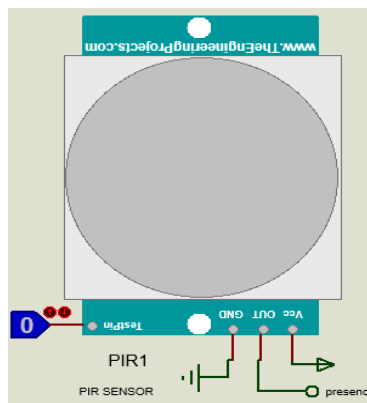 www.TheEngineeringProjects.com
0
TestPin
GND
OUT
Vcc
PIR1
PIR SENSOR
presenc